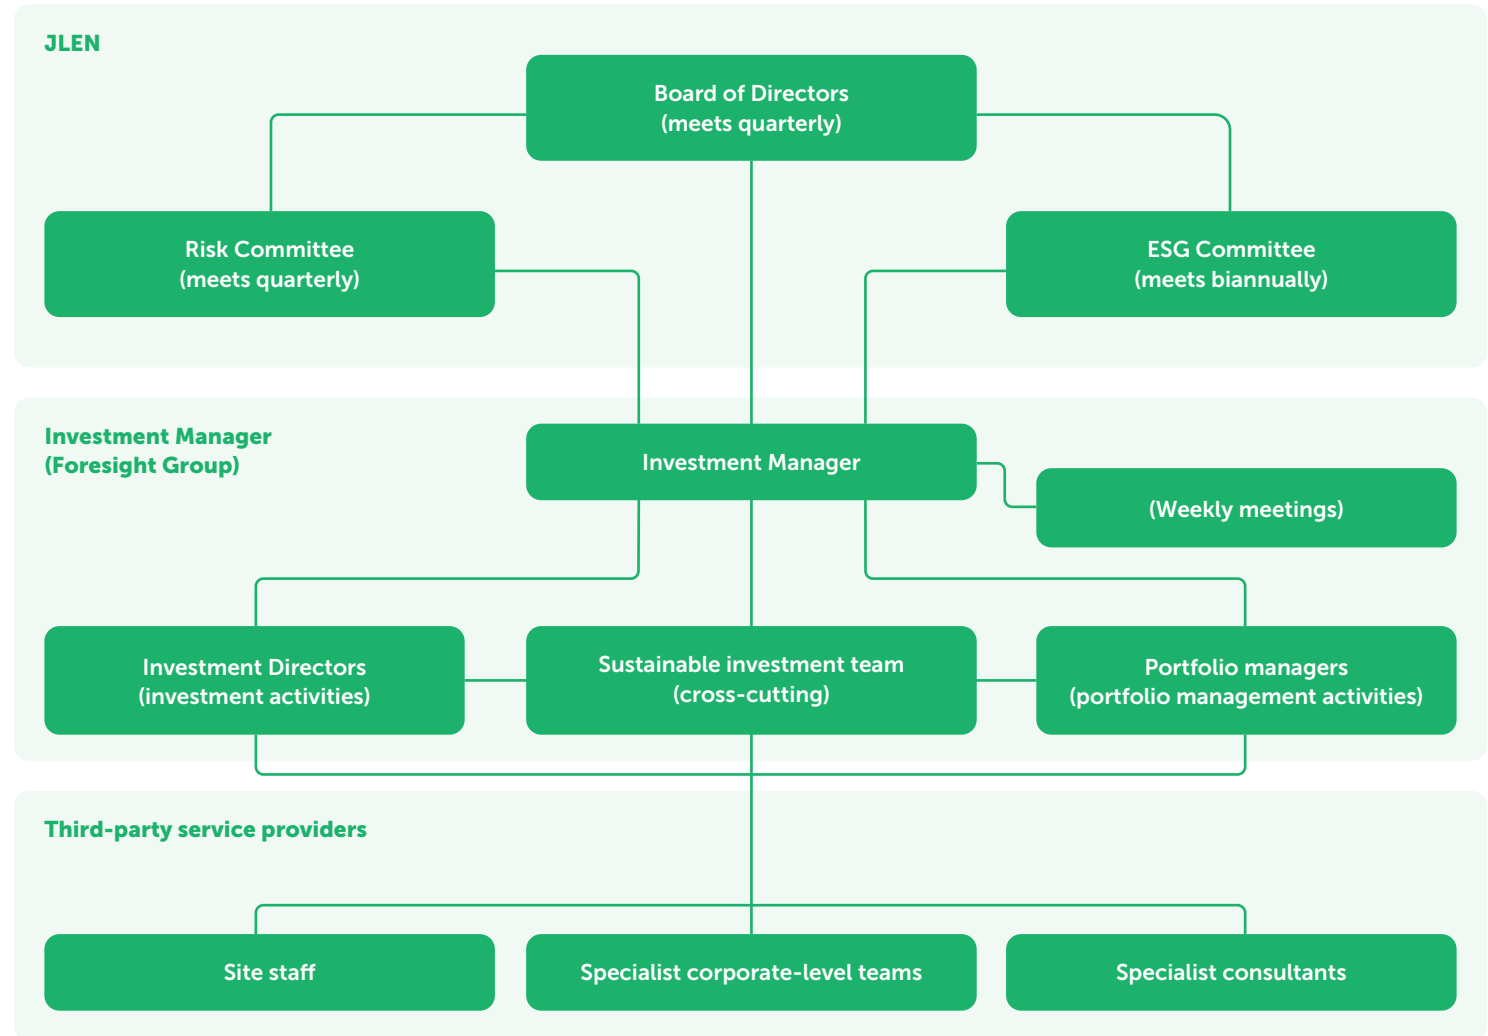 JLEN
Board of Directors
(meets quarterly)
Risk Committee
(meets quarterly)
ESG Committee
(meets biannually)
Investment Manager
(Foresight Group)
Investment Manager
(Weekly meetings)
Investment Directors
(investment activities)
Sustainable investment team
(cross-cutting)
Portfolio managers
(portfolio management activities)
Third-party service providers
Site staff
Specialist corporate-level teams
Specialist consultants